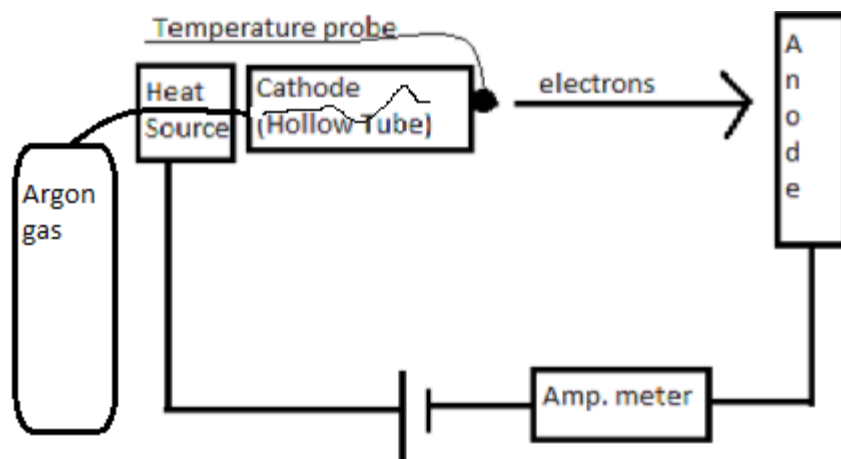 Temperature probe
Heat
Source
Cathode
(Hollow Tube)
electrons
A
n
o
d
e
Argon
gas
Amp. meter